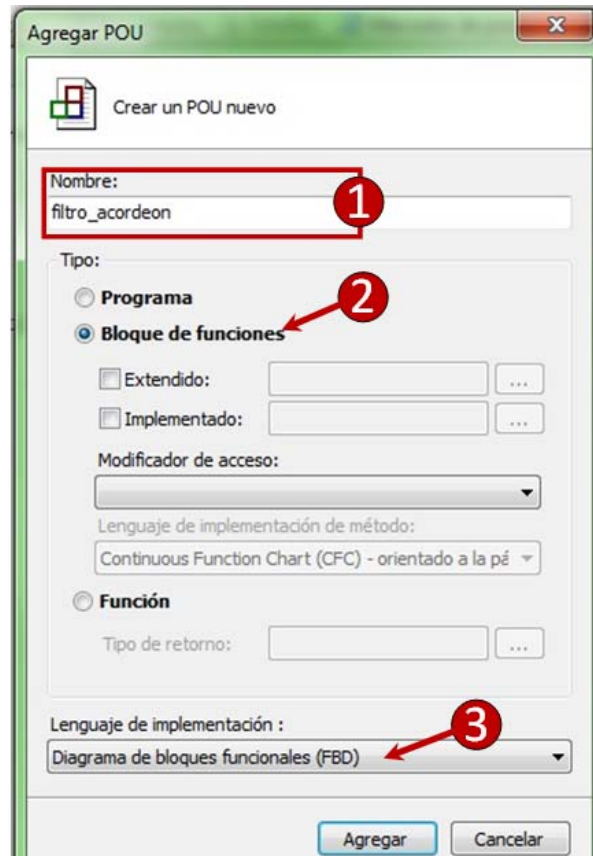 Agregar POU
Crear un POU nuevo
Nombre:
filtro_acordeon
1
Tipo:
Programa
2
Bloque de funciones
Extendido:
...
Implementado:
...
Modificador de acceso:
Lenguaje de implementación de método:
Continuous Function Chart (CFC) - orientado a la pá
Función
Tipo de retorno:
...
Lenguaje de implementación :
3
Diagrama de bloques funcionales (FBD)
Agregar
Cancelar